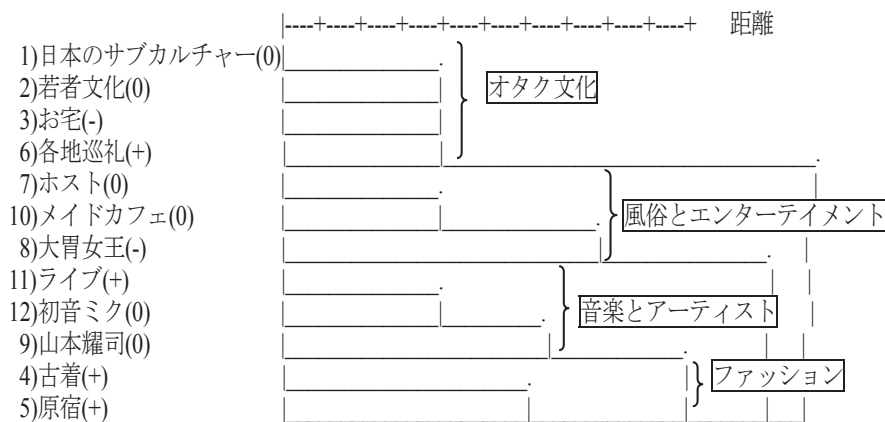 |----+----+----+----+----+----+----+----+----+----+ 距離
1)日本のサブカルチャー(0)
2)若者文化(0)
オタク文化
3)お宅(-)
6)各地巡礼(+)
7)ホスト(0)
10)メイドカフェ(0)
風俗とエンターテイメント
8)大胃女王(-)
11)ライブ(+)
12)初音ミク(0)
音楽とアーティスト
9)山本耀司(0)
4)古着(+)
ファッション
5)原宿(+)